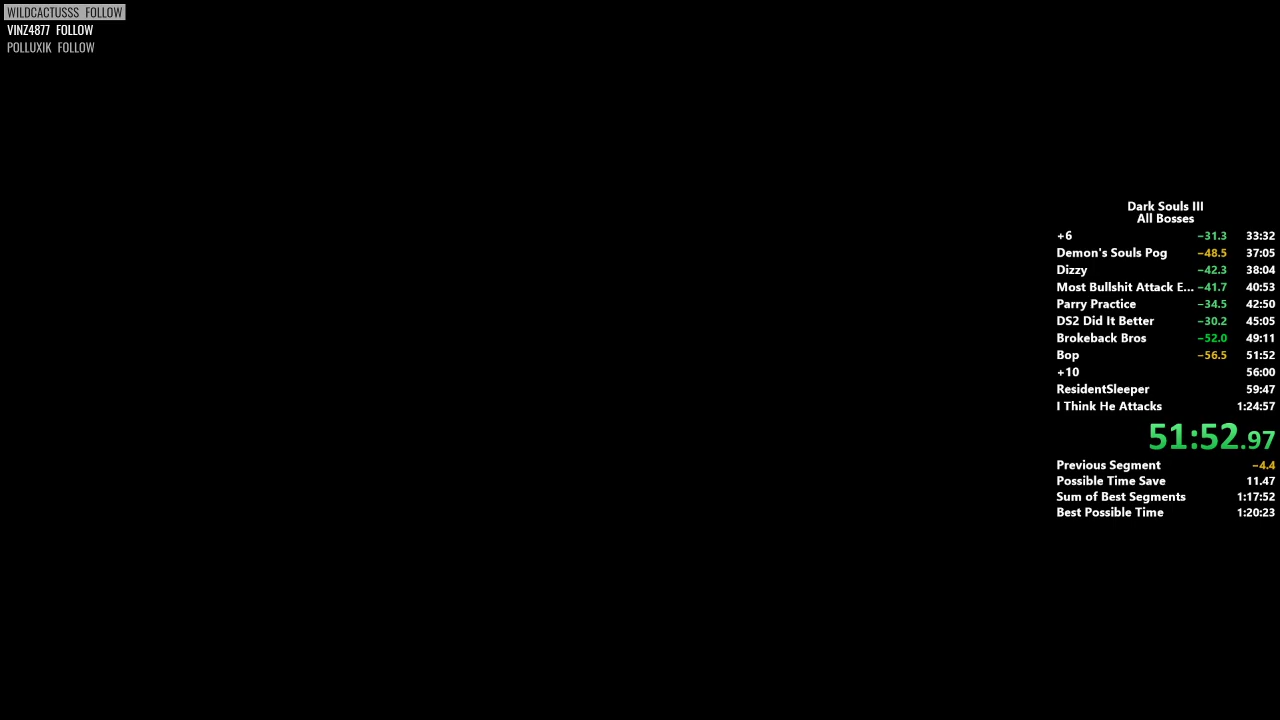 WILDCACTUSSS FOLLOW
VINZ4877 FOLLOW
POLLUXIK FOLLOW
Dark Souls III
All Bosses
+6 −31.3 33:32
Demon's Souls Pog −48.5 37:05
Dizzy −42.3 38:04
Most Bullshit Attack E... −41.7 40:53
Parry Practice −34.5 42:50
DS2 Did It Better −30.2 45:05
Brokeback Bros −52.0 49:11
Bop −56.5 51:52
+10 56:00
ResidentSleeper 59:47
I Think He Attacks 1:24:57
51:52.97
Previous Segment −4.4
Possible Time Save 11.47
Sum of Best Segments 1:17:52
Best Possible Time 1:20:23